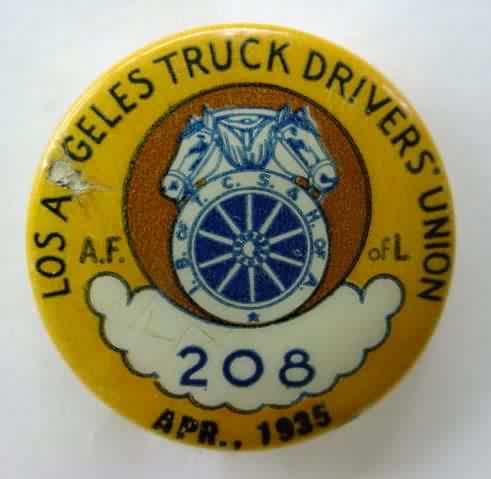 LOS A GELES TRUCK DRIVERS' UNION
A.F. of L
I. B. of T. C. S. & H. of A.
208
APR., 1935